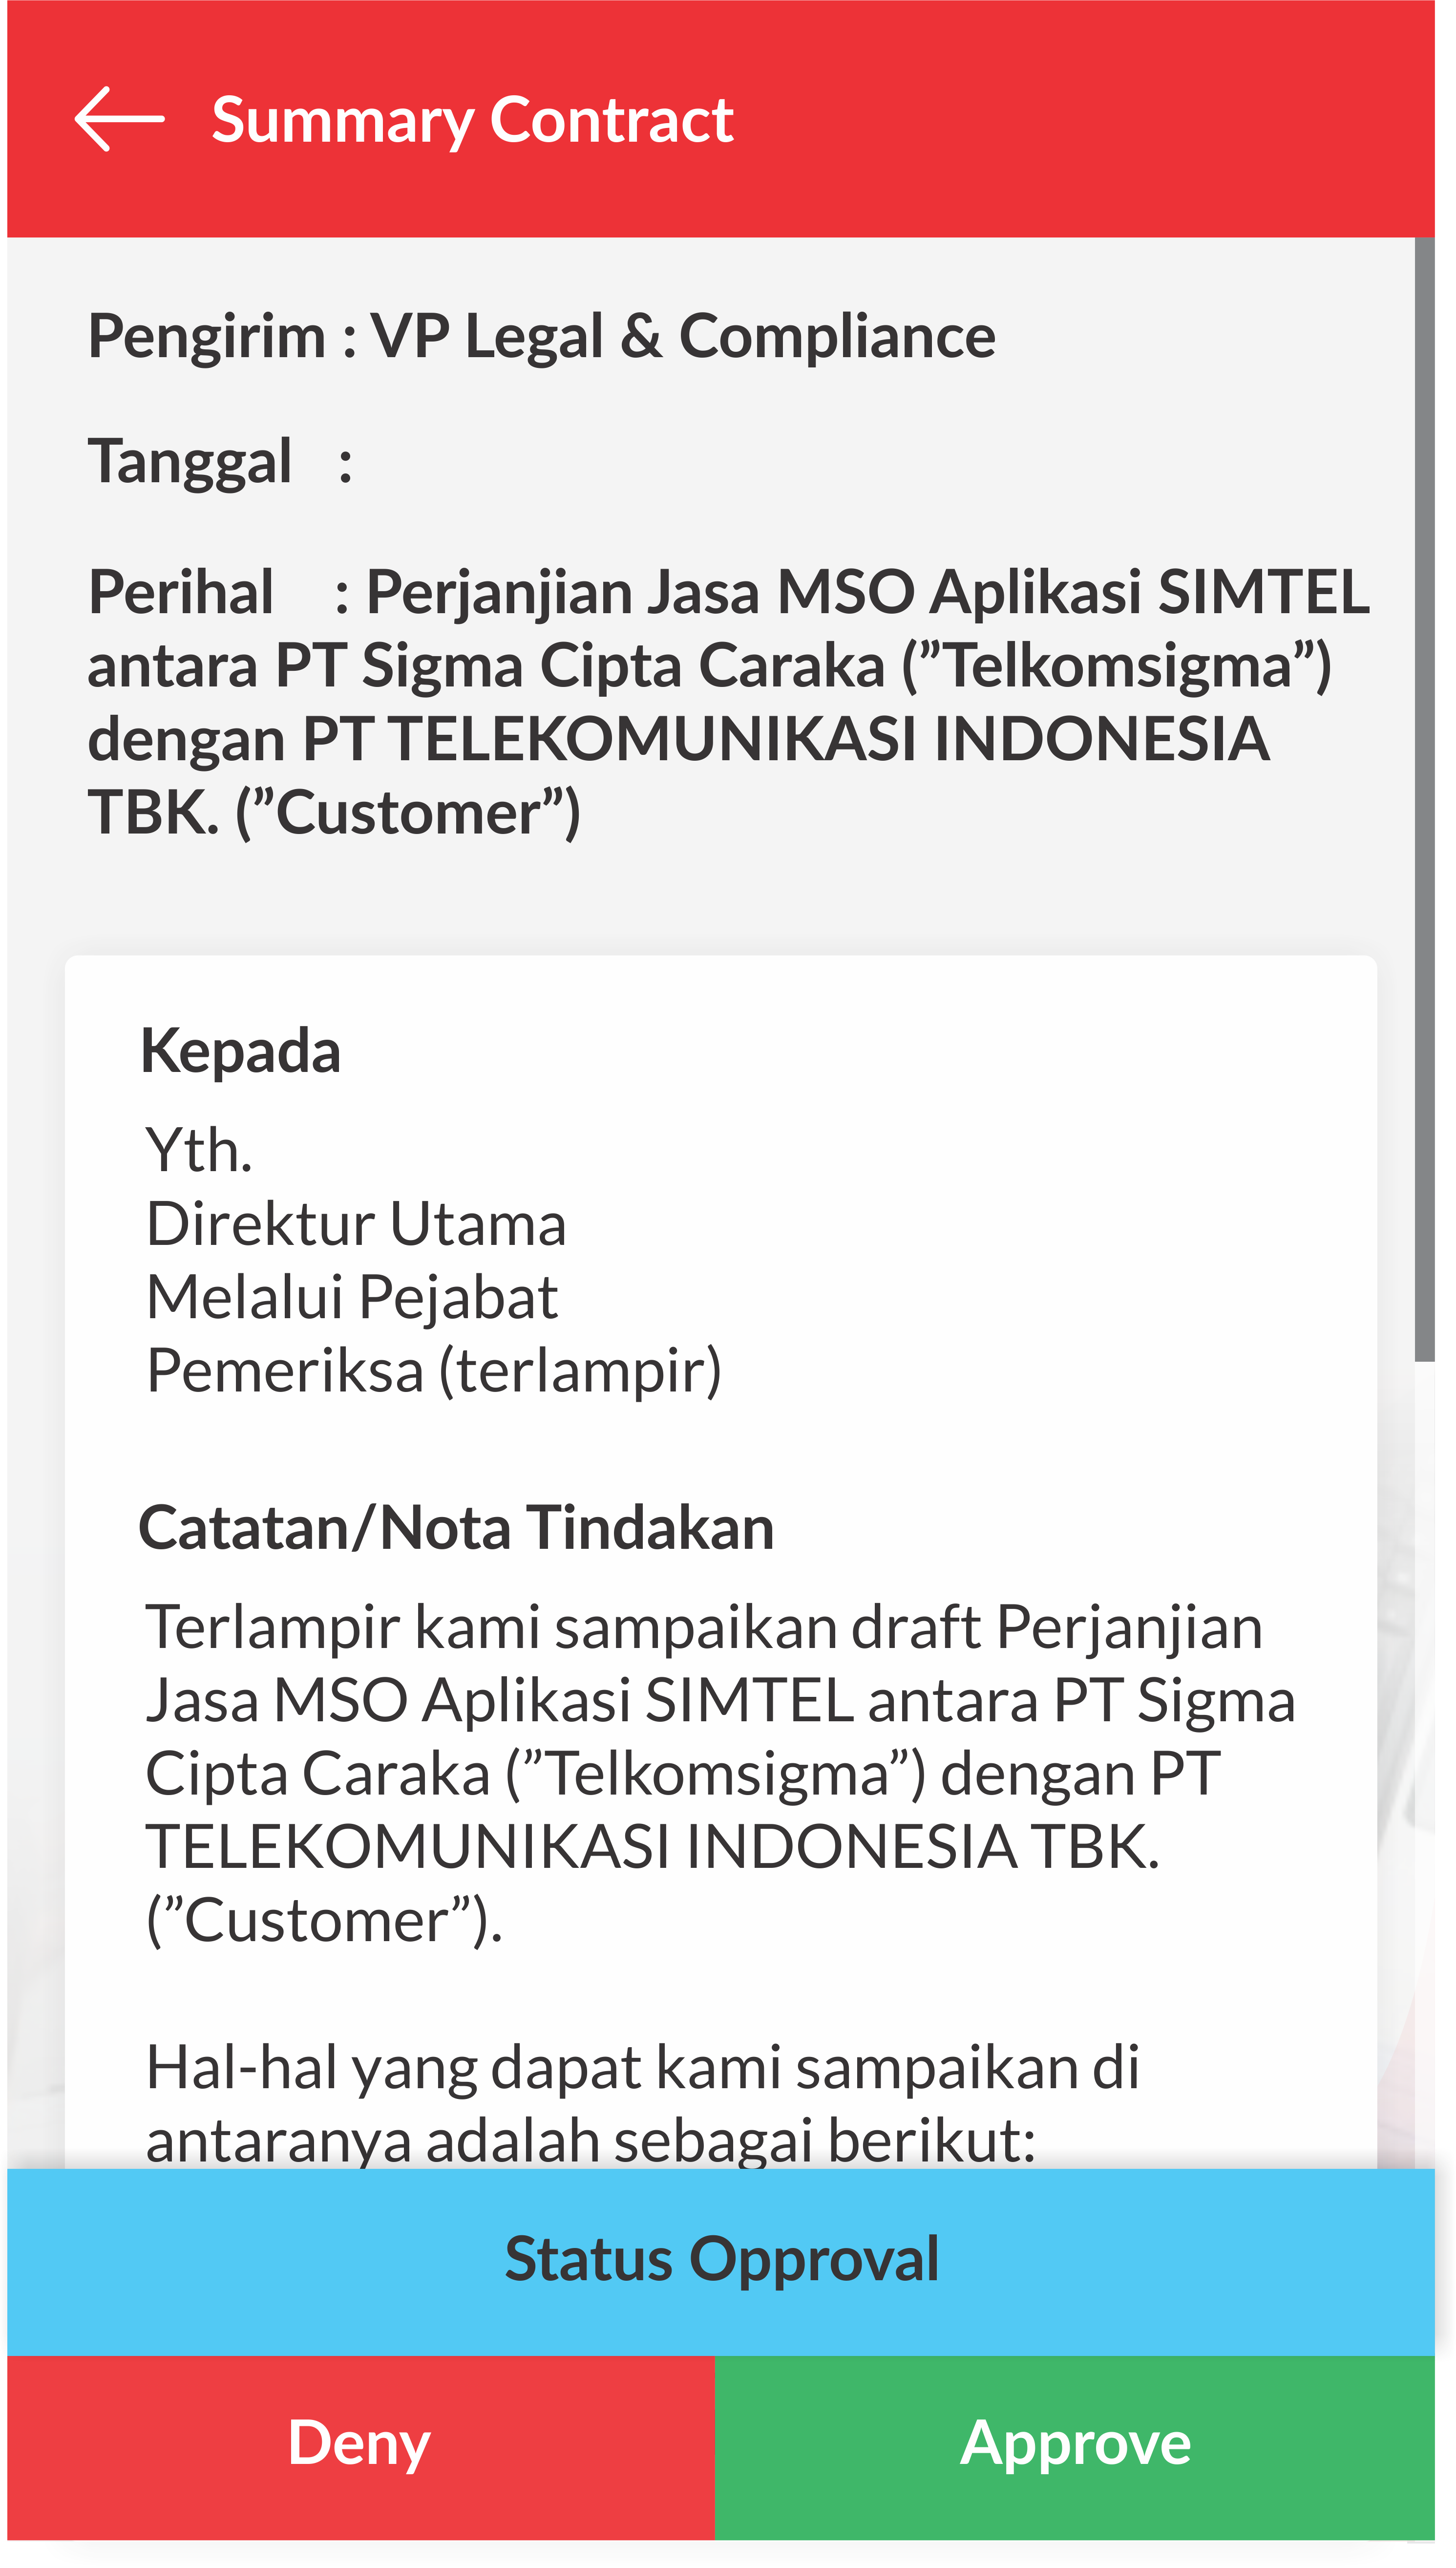 Summary Contract
Pengirim : VP Legal & Compliance
Tanggal :
Perihal : Perjanjian Jasa MSO Aplikasi SIMTEL
antara PT Sigma Cipta Caraka (”Telkomsigma”)
dengan PT TELEKOMUNIKASI INDONESIA
TBK. (”Customer”)
Kepada
Yth.
Direktur Utama
Melalui Pejabat
Pemeriksa (terlampir)
Catatan/Nota Tindakan
Terlampir kami sampaikan draft Perjanjian
Jasa MSO Aplikasi SIMTEL antara PT Sigma
Cipta Caraka (”Telkomsigma”) dengan PT
TELEKOMUNIKASI INDONESIA TBK.
(”Customer”).
Hal-hal yang dapat kami sampaikan di
antaranya adalah sebagai berikut:
Status Opproval
Deny
Approve